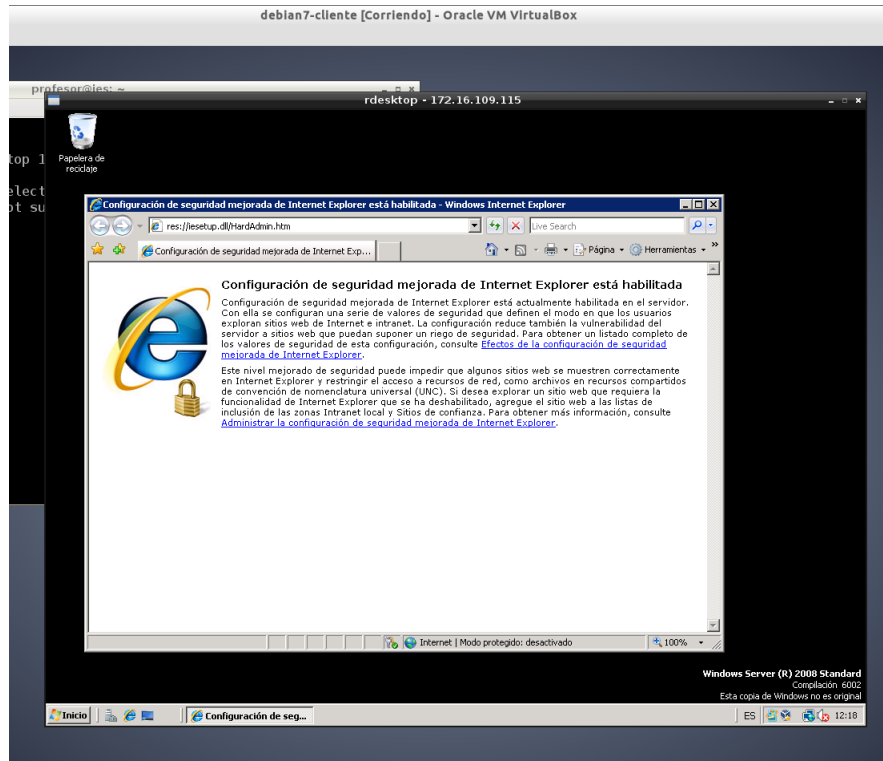 debian7-cliente [Corriendo] - Oracle VM VirtualBox
profesor@ies: ~
rdesktop - 172.16.109.115
top 1
elect
ot su
Papelera de
reciclaje
Configuración de seguridad mejorada de Internet Explorer está habilitada - Windows Internet Explorer
res://iesetup.dll/HardAdmin.htm
Live Search
Configuración de seguridad mejorada de Internet Exp...
Página
Herramientas
Configuración de seguridad mejorada de Internet Explorer está habilitada
Configuración de seguridad mejorada de Internet Explorer está actualmente habilitada en el servidor.
Con ella se configuran una serie de valores de seguridad que definen el modo en que los usuarios
exploran sitios web de Internet e intranet. La configuración reduce también la vulnerabilidad del
servidor a sitios web que puedan suponer un riego de seguridad. Para obtener un listado completo de
los valores de seguridad de esta configuración, consulte Efectos de la configuración de seguridad
mejorada de Internet Explorer.
Este nivel mejorado de seguridad puede impedir que algunos sitios web se muestren correctamente
en Internet Explorer y restringir el acceso a recursos de red, como archivos en recursos compartidos
de convención de nomenclatura universal (UNC). Si desea explorar un sitio web que requiera la
funcionalidad de Internet Explorer que se ha deshabilitado, agregue el sitio web a las listas de
inclusión de las zonas Intranet local y Sitios de confianza. Para obtener más información, consulte
Administrar la configuración de seguridad mejorada de Internet Explorer.
Internet | Modo protegido: desactivado
100%
Windows Server (R) 2008 Standard
Compilación 6002
Esta copia de Windows no es original
Inicio
Configuración de seg...
ES
12:18